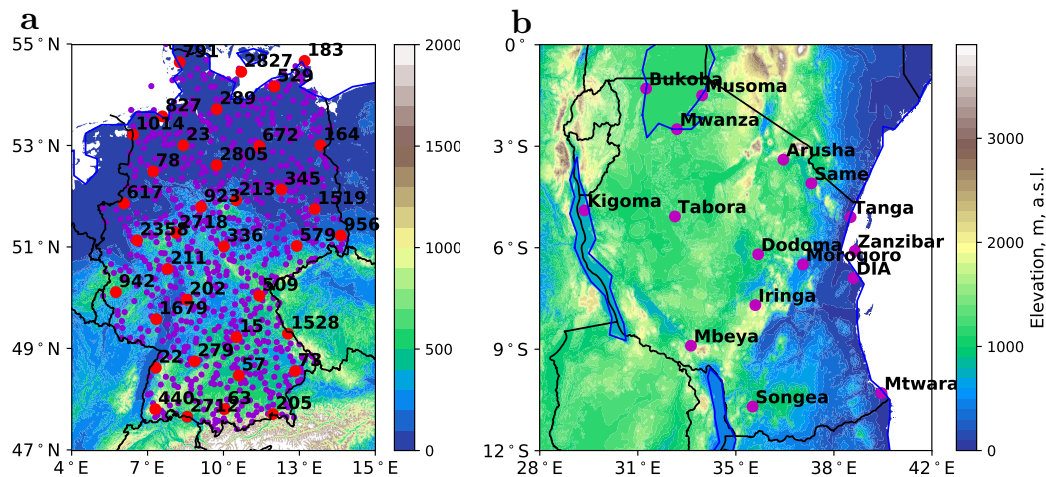 a
b
55°N
53°N
51°N
49°N
47°N
4°E
7°E
10°E
13°E
15°E
791
183
2827
529
289
827
1014
23
672
164
78
2805
617
923
213
345
1519
2358
2718
336
579
956
211
942
202
509
1679
15
1528
22
279
57
73
440
2712
63
205
2000
1500
1000
500
0
0°
3°S
6°S
9°S
12°S
28°E
31°E
35°E
38°E
42°E
Bukoba
Musoma
Mwanza
Arusha
Same
Kigoma
Tabora
Tanga
Dodoma
Zanzibar
Morogoro
DIA
Iringa
Mbeya
Mtwara
Songea
3000
2000
1000
0
Elevation, m, a.s.l.